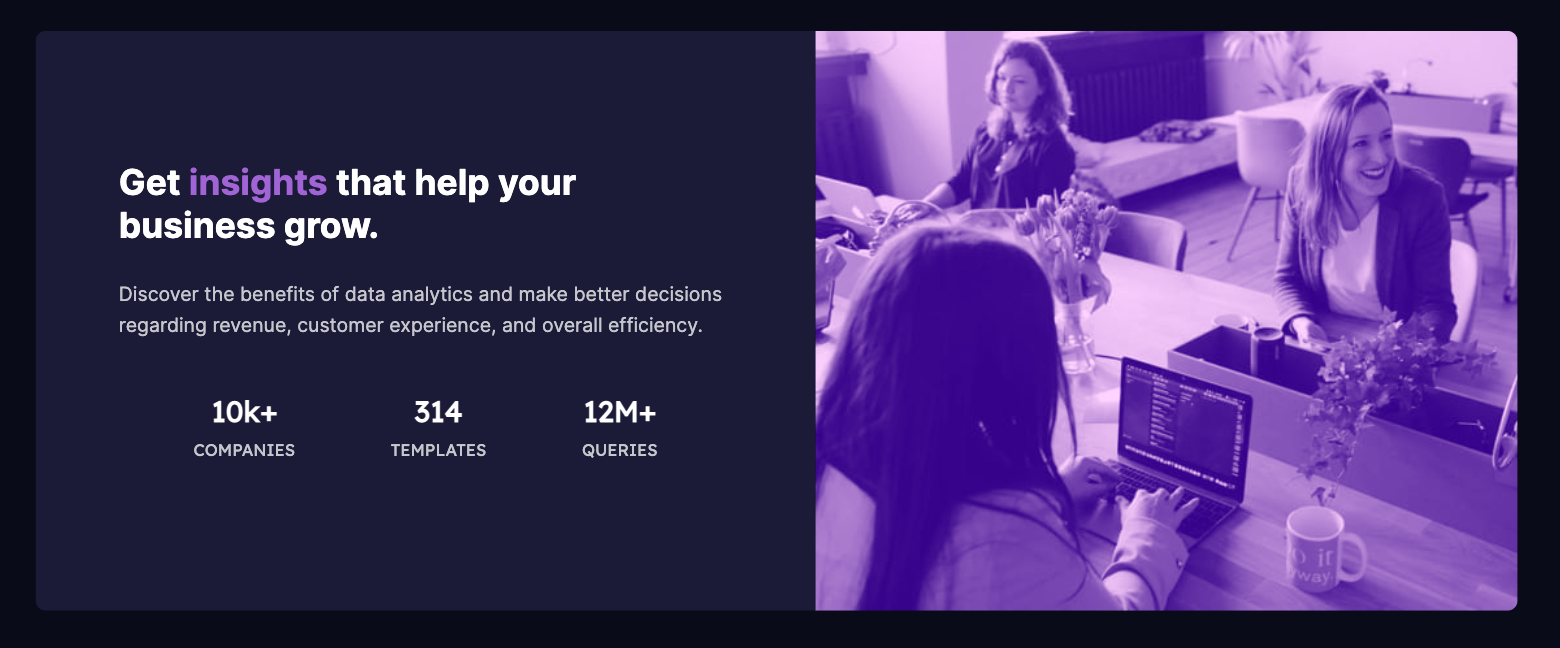 Get insights that help your
business grow.
Discover the benefits of data analytics and make better decisions
regarding revenue, customer experience, and overall efficiency.
10k+ 314 12M+
COMPANIES TEMPLATES QUERIES